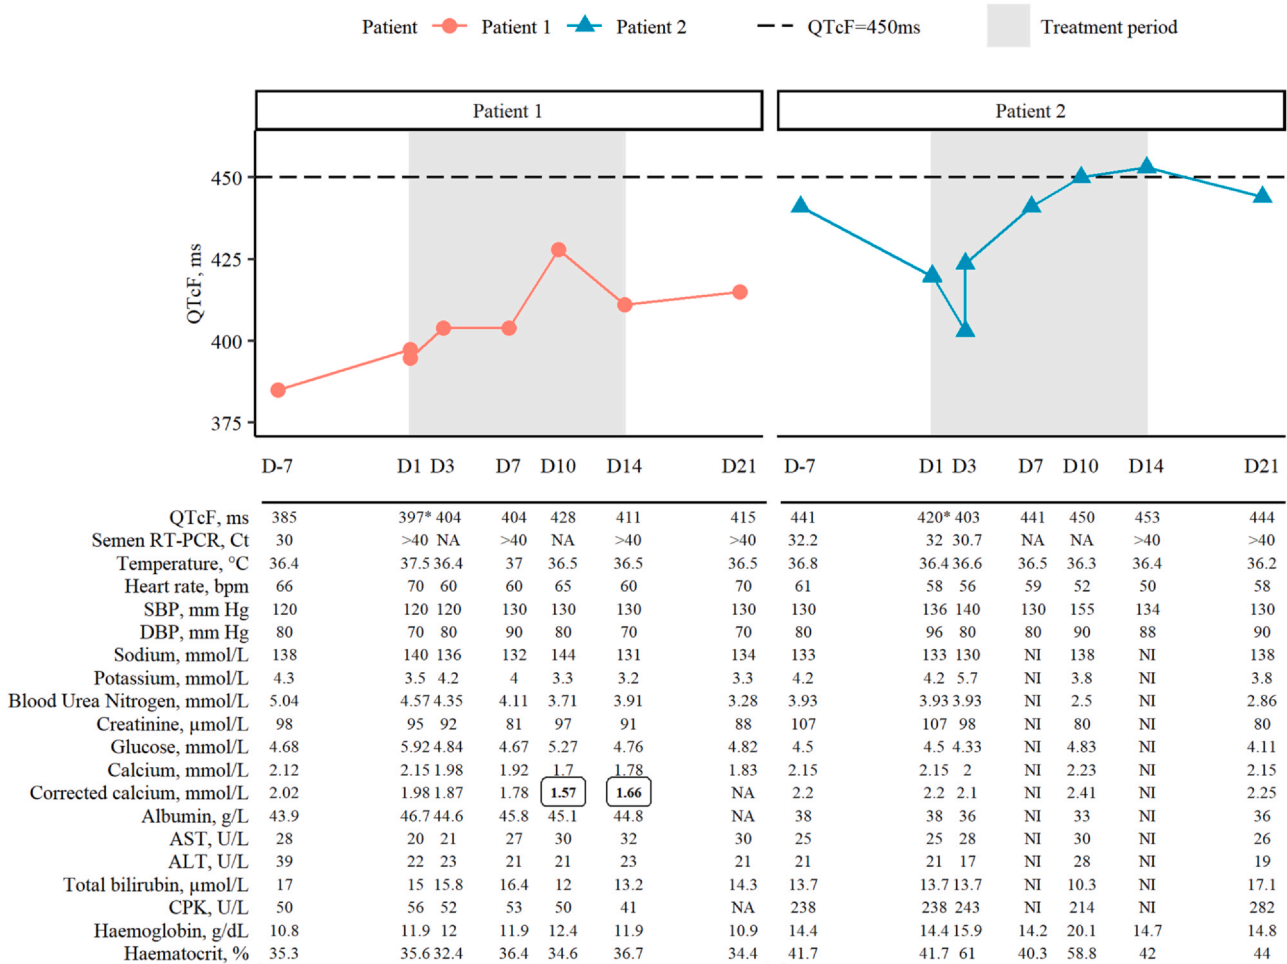 Patient Patient 1 Patient 2 QTcF=450ms Treatment period
Patient 1 Patient 2
450
425
400
375
QTcF, ms
D-7 D1 D3 D7 D10 D14 D21 D-7 D1 D3 D7 D10 D14 D21
QTcF, ms 385 397* 404 404 428 411 415 441 420* 403 441 450 453 444
Semen RT-PCR, Ct 30 >40 NA >40 NA >40 >40 32.2 32 30.7 NA NA >40 >40
Temperature, °C 36.4 37.5 36.4 37 36.5 36.5 36.5 36.8 36.4 36.6 36.5 36.3 36.4 36.2
Heart rate, bpm 66 70 60 60 65 60 70 61 58 56 59 52 50 58
SBP, mm Hg 120 120 120 130 130 130 130 130 136 140 130 155 134 130
DBP, mm Hg 80 70 80 90 80 70 70 80 96 80 80 90 88 90
Sodium, mmol/L 138 140 136 132 144 131 134 133 133 130 NI 138 NI 138
Potassium, mmol/L 4.3 3.5 4.2 4 3.3 3.2 3.3 4.2 4.2 5.7 NI 3.8 NI 3.8
Blood Urea Nitrogen, mmol/L 5.04 4.57 4.35 4.11 3.71 3.91 3.28 3.93 3.93 3.93 NI 2.5 NI 2.86
Creatinine, µmol/L 98 95 92 81 97 91 88 107 107 98 NI 80 NI 80
Glucose, mmol/L 4.68 5.92 4.84 4.67 5.27 4.76 4.82 4.5 4.5 4.33 NI 4.83 NI 4.11
Calcium, mmol/L 2.12 2.15 1.98 1.92 1.7 1.78 1.83 2.15 2.15 2 NI 2.23 NI 2.15
Corrected calcium, mmol/L 2.02 1.98 1.87 1.78 1.57 1.66 NA 2.2 2.2 2.1 NI 2.41 NI 2.25
Albumin, g/L 43.9 46.7 44.6 45.8 45.1 44.8 NA 38 38 36 NI 33 NI 36
AST, U/L 28 20 21 27 30 32 30 25 25 28 NI 30 NI 26
ALT, U/L 39 22 23 21 21 23 21 21 21 17 NI 28 NI 19
Total bilirubin, µmol/L 17 15 15.8 16.4 12 13.2 14.3 13.7 13.7 13.7 NI 10.3 NI 17.1
CPK, U/L 50 56 52 53 50 41 NA 238 238 243 NI 214 NI 282
Haemoglobin, g/dL 10.8 11.9 12 11.9 12.4 11.9 10.9 14.4 14.4 15.9 14.2 20.1 14.7 14.8
Haematocrit, % 35.3 35.6 32.4 36.4 34.6 36.7 34.4 41.7 41.7 61 40.3 58.8 42 44